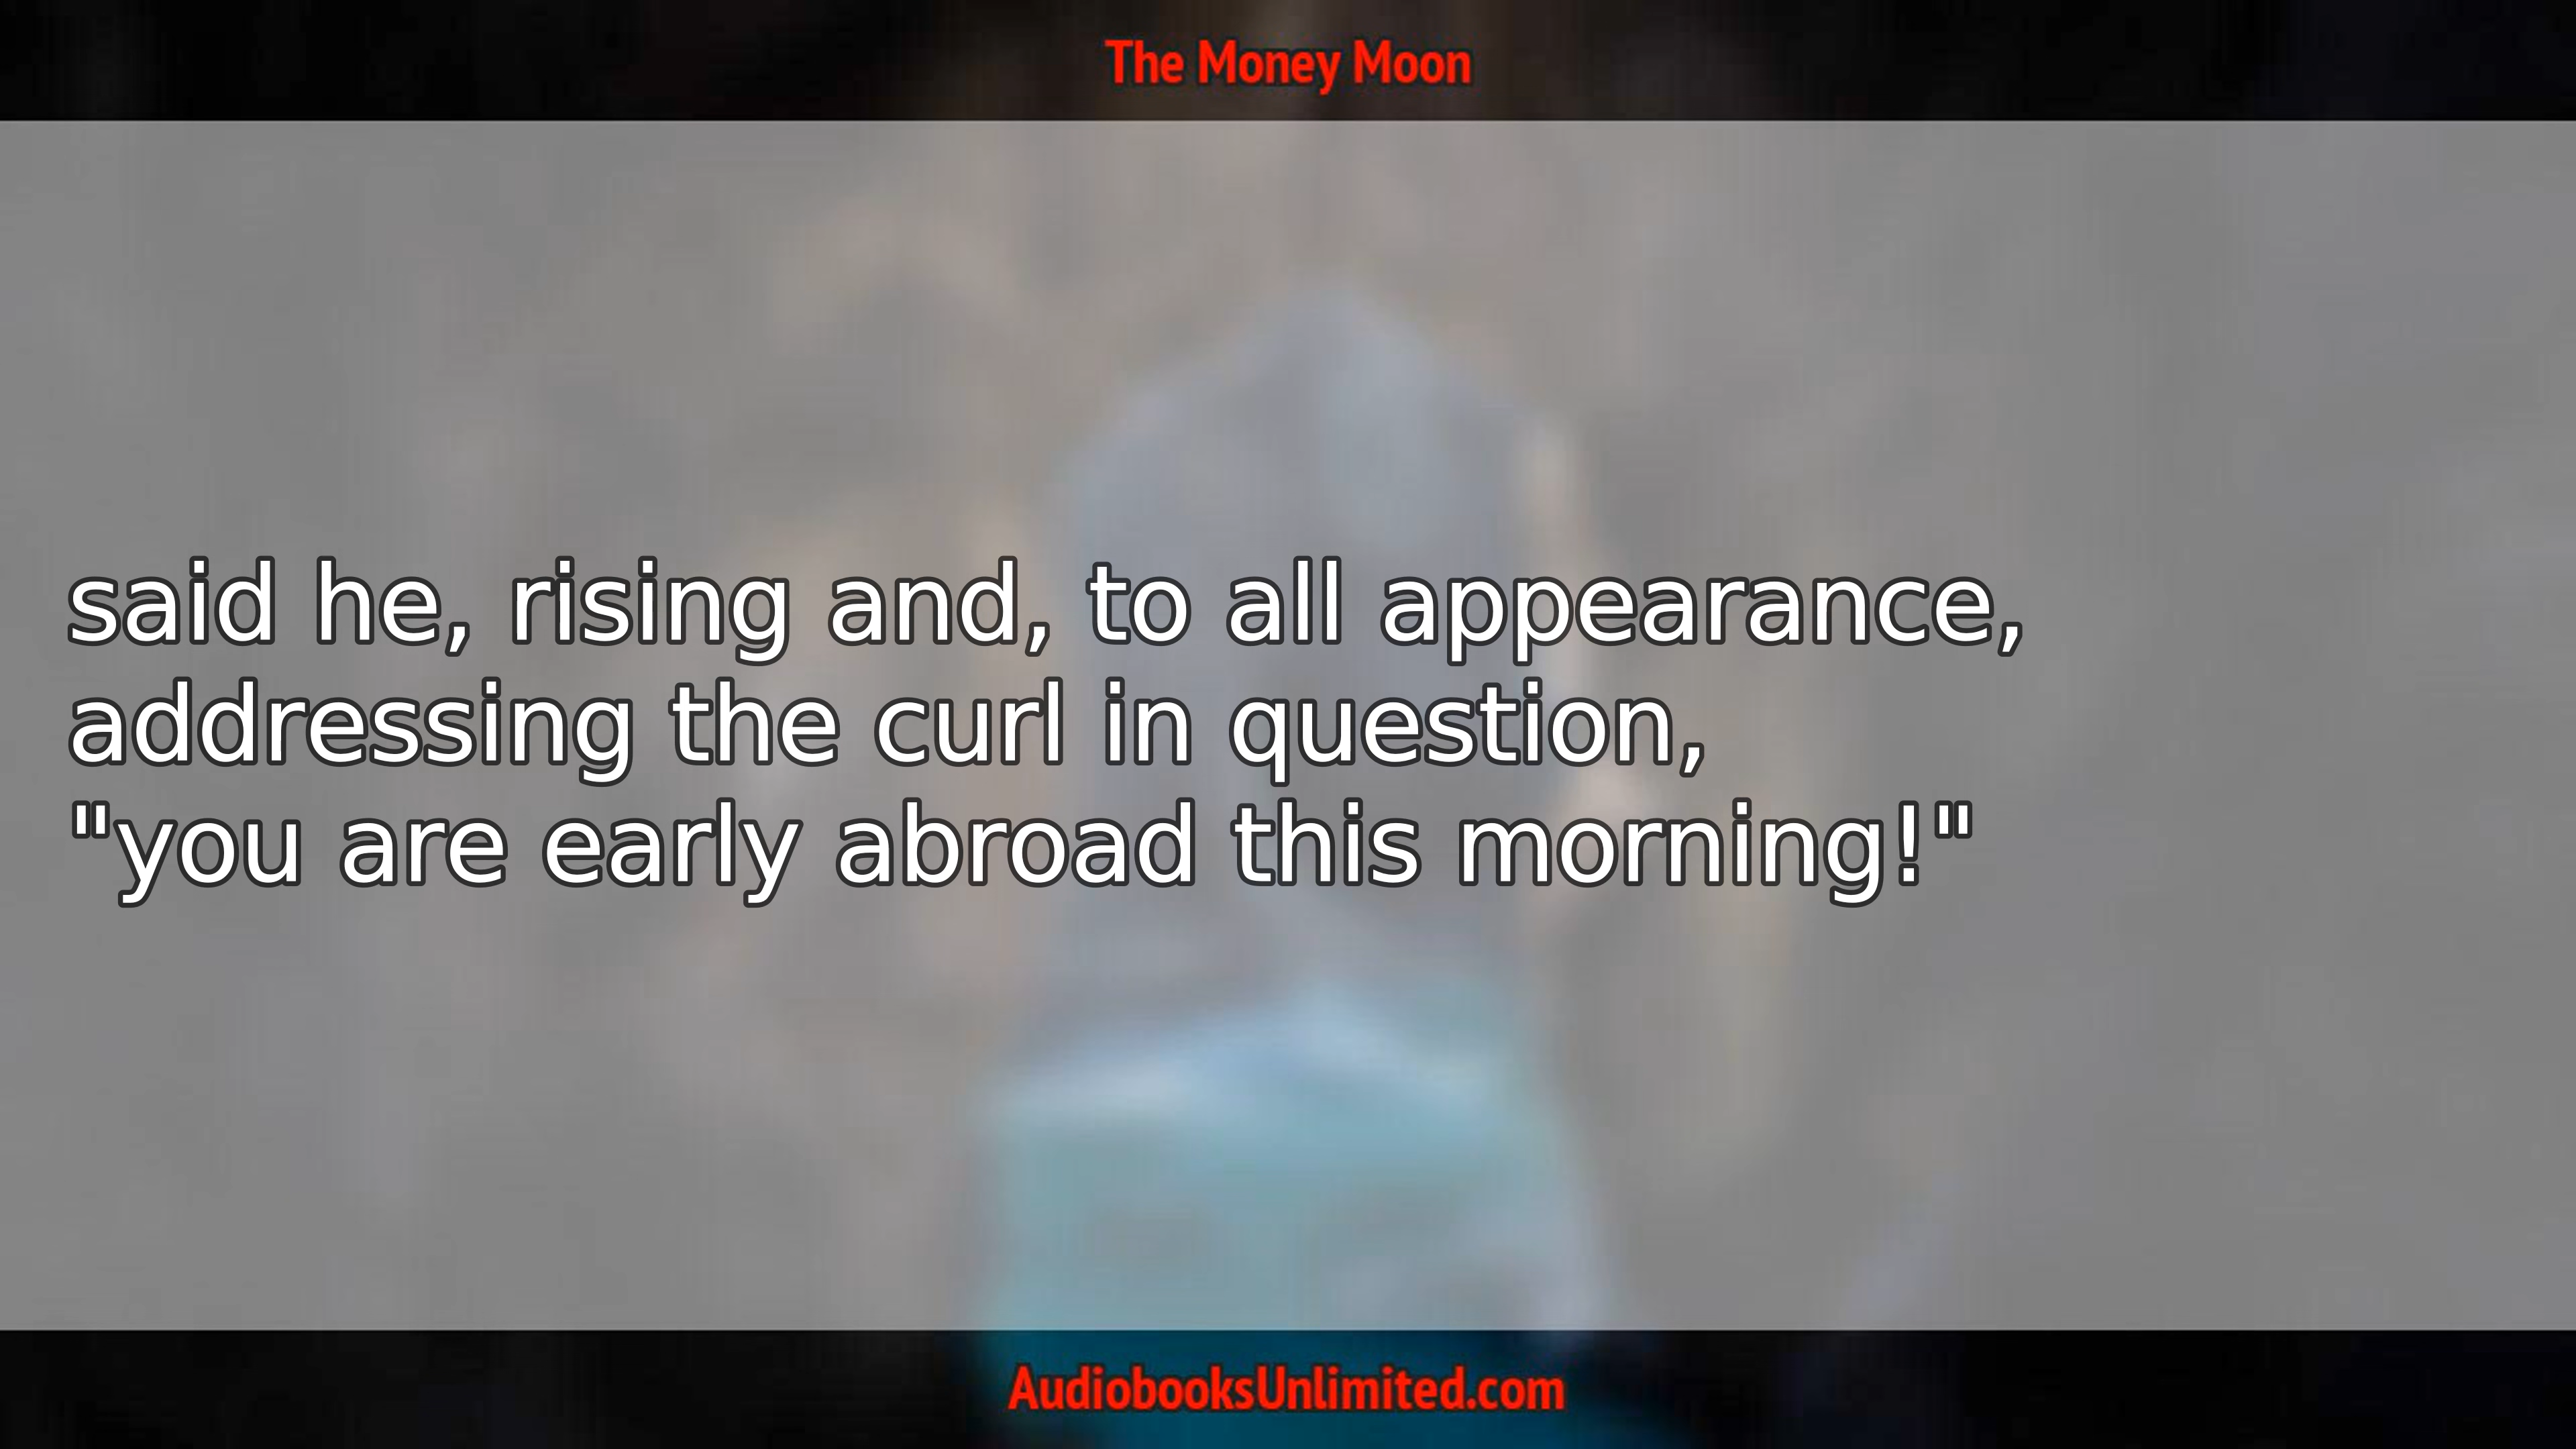 The Money Moon
said he, rising and, to all appearance,
addressing the curl in question,
"you are early abroad this morning!"
AudiobooksUnlimited.com